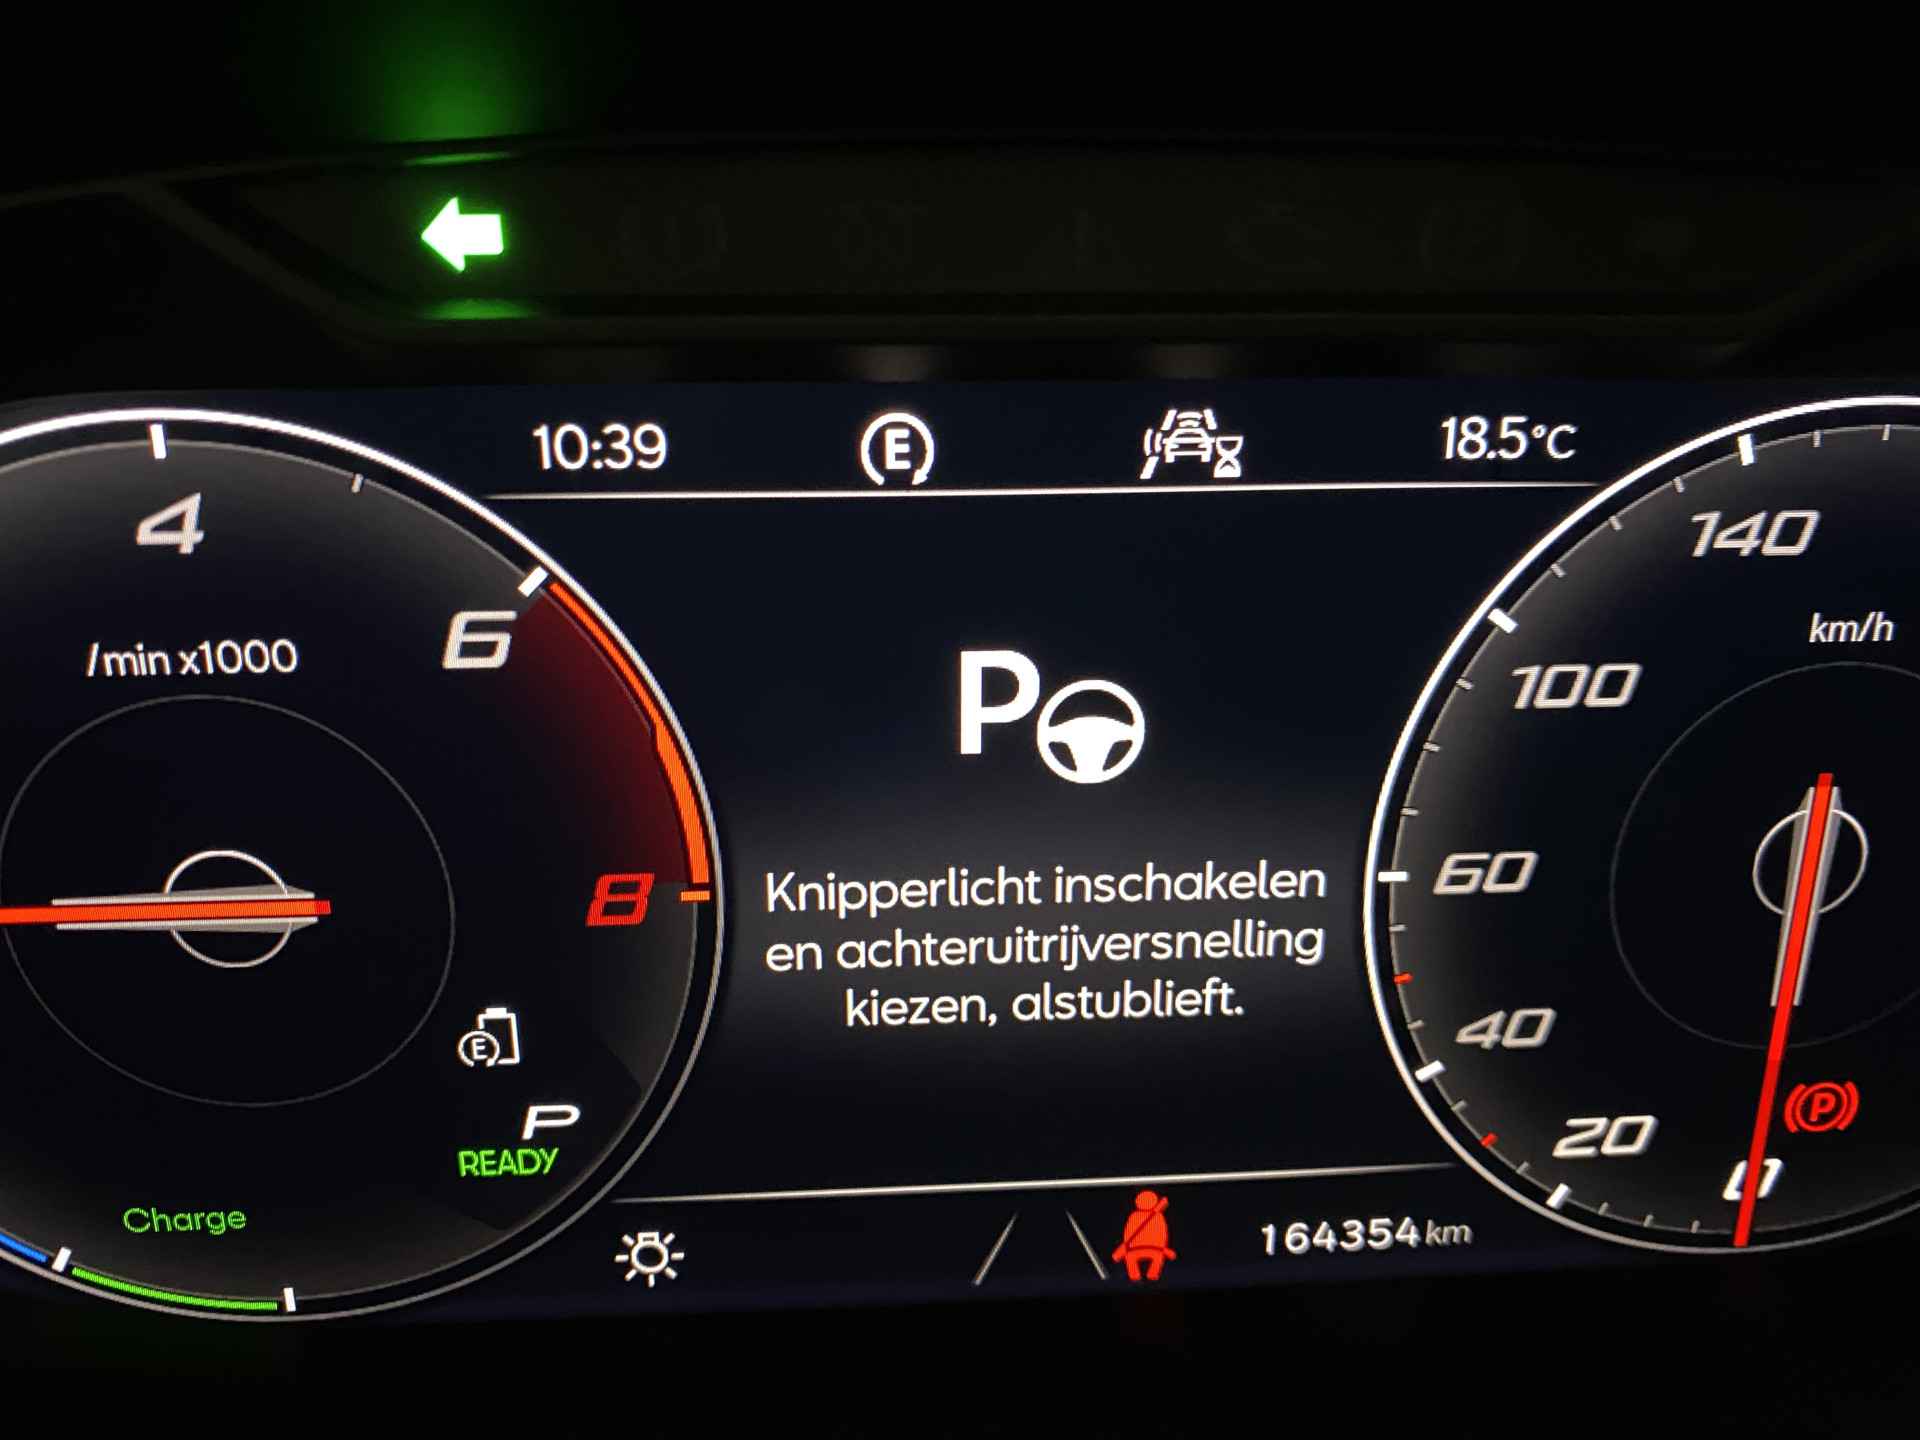 10:39
E
18.5°C
4
6
8
/min x1000
140
100
60
40
20
0
km/h
P
Knipperlicht inschakelen
en achteruitrijversnelling
kiezen, alstublieft.
E
P
READY
Charge
P
164354 km